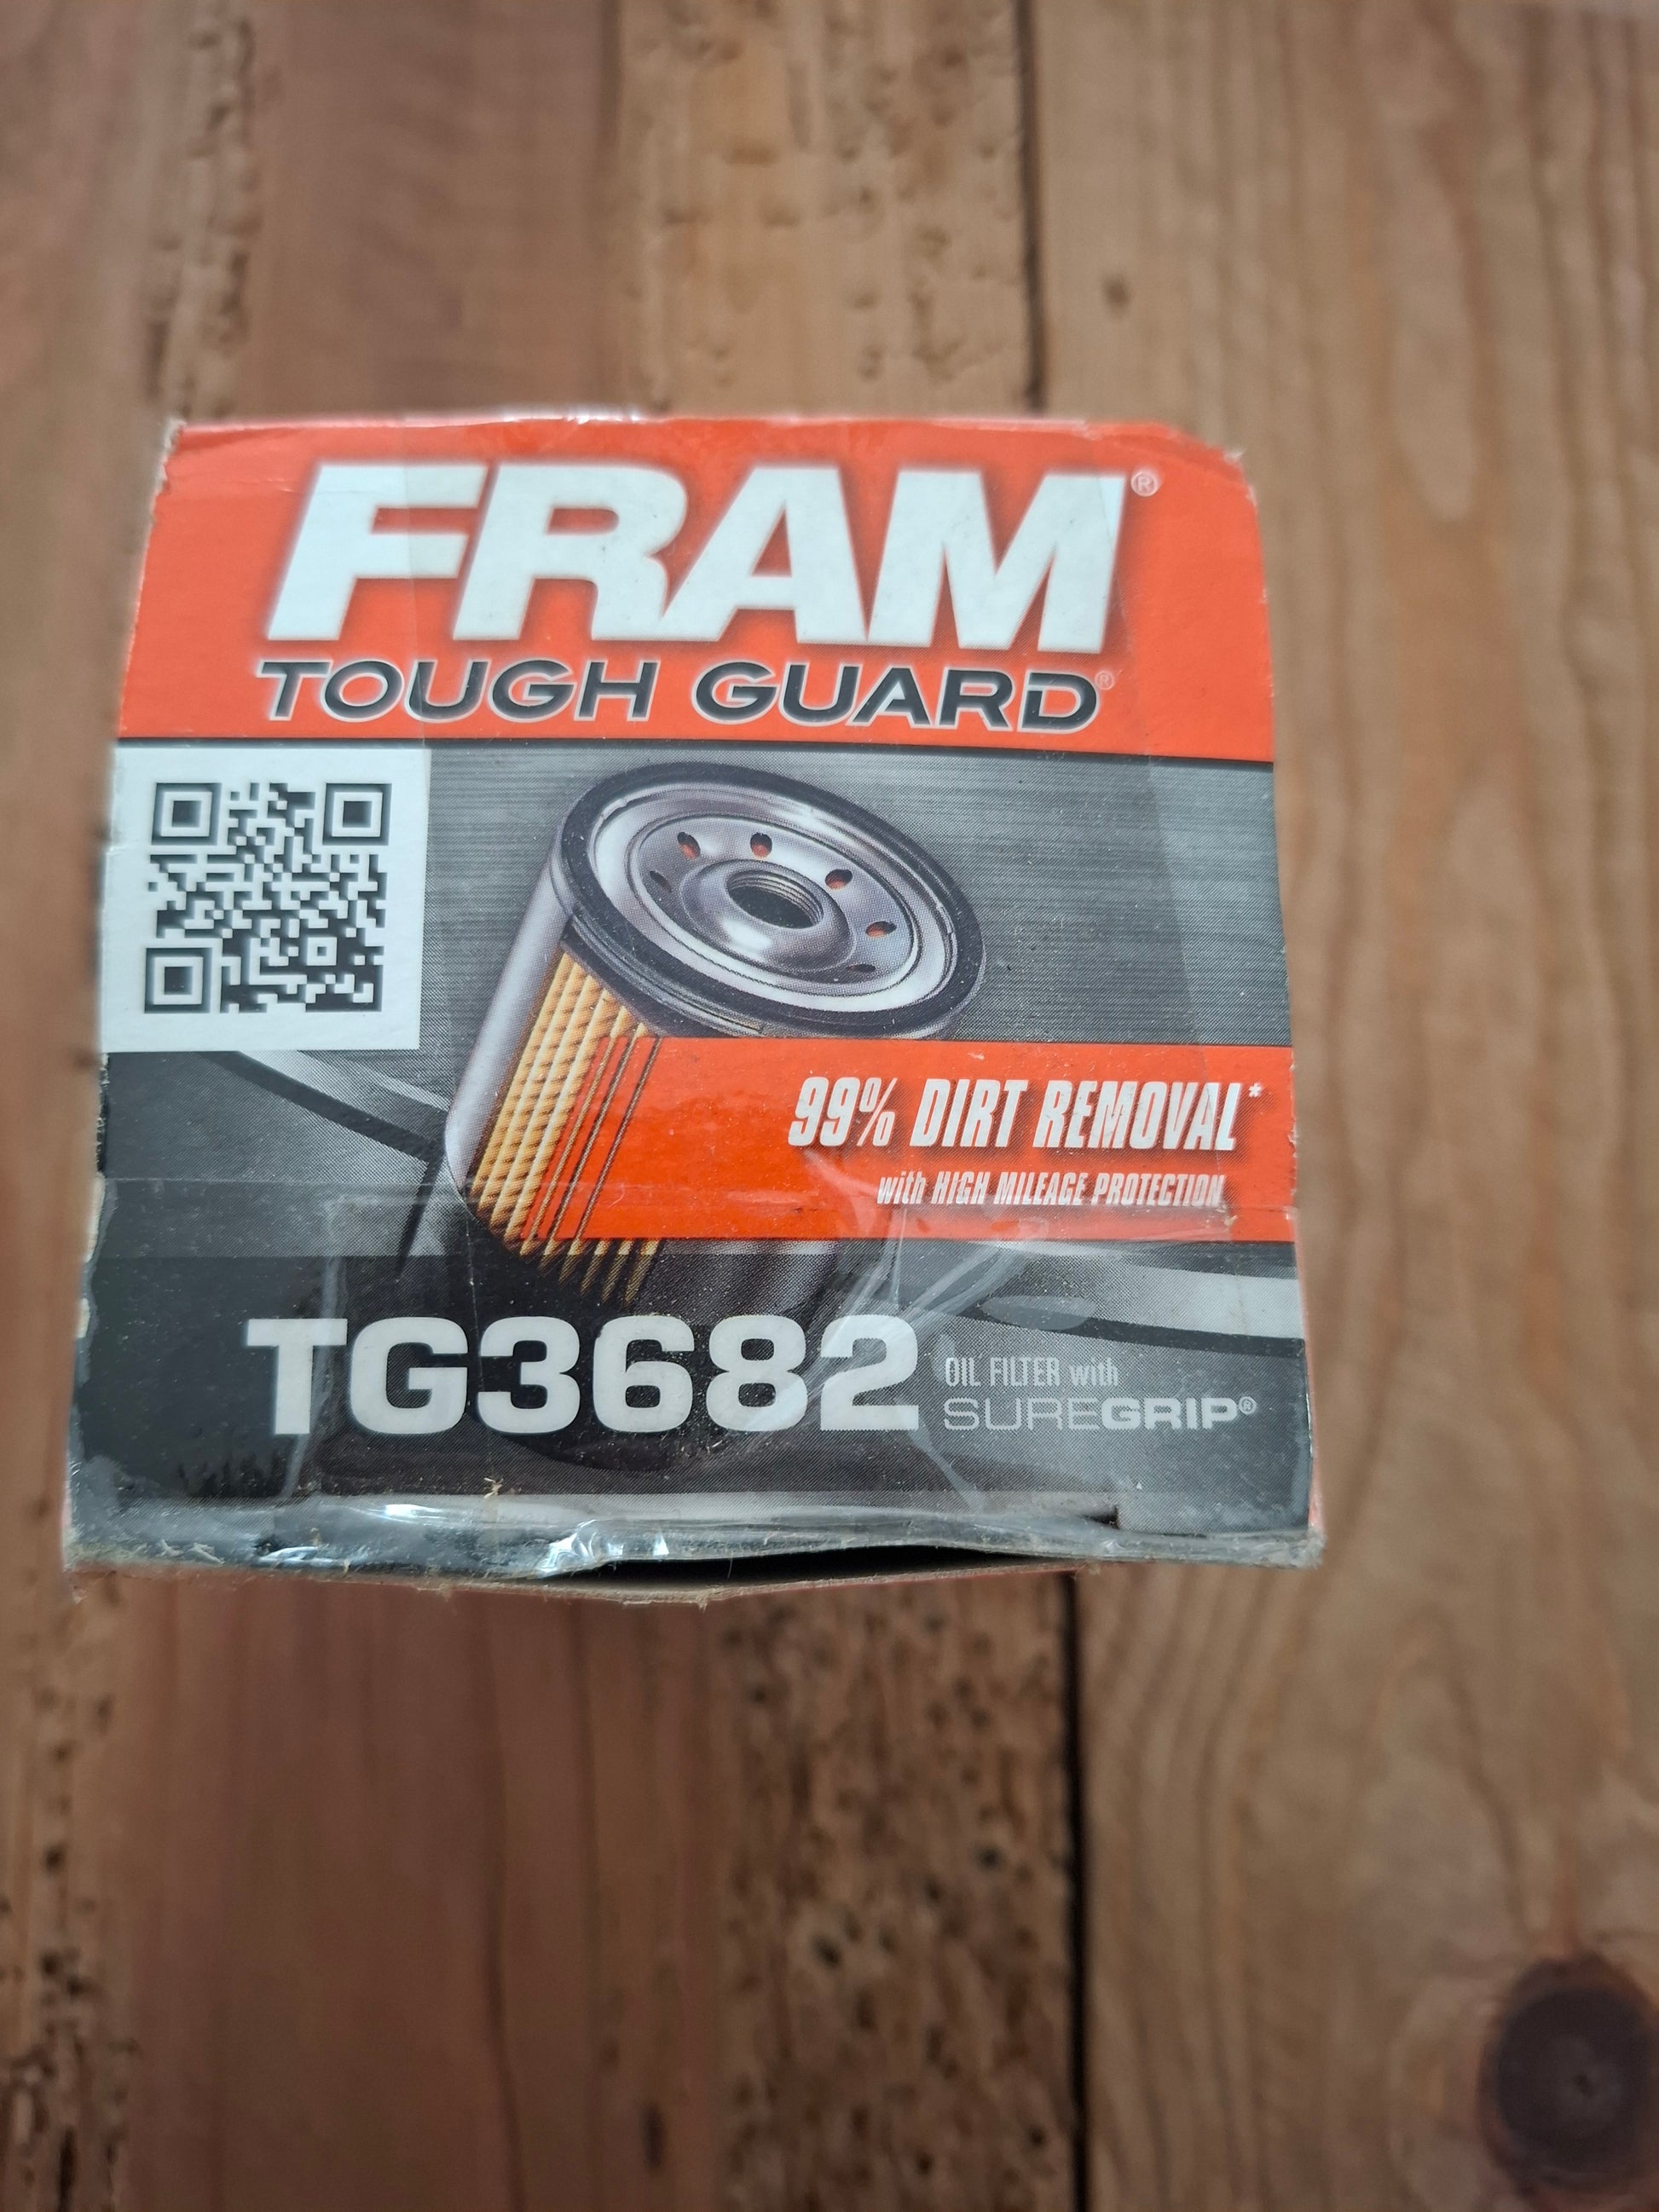 FRAM®
TOUGH GUARD®
99% DIRT REMOVAL*
with HIGH MILEAGE PROTECTION
TG3682
OIL FILTER with
SUREGRIP®